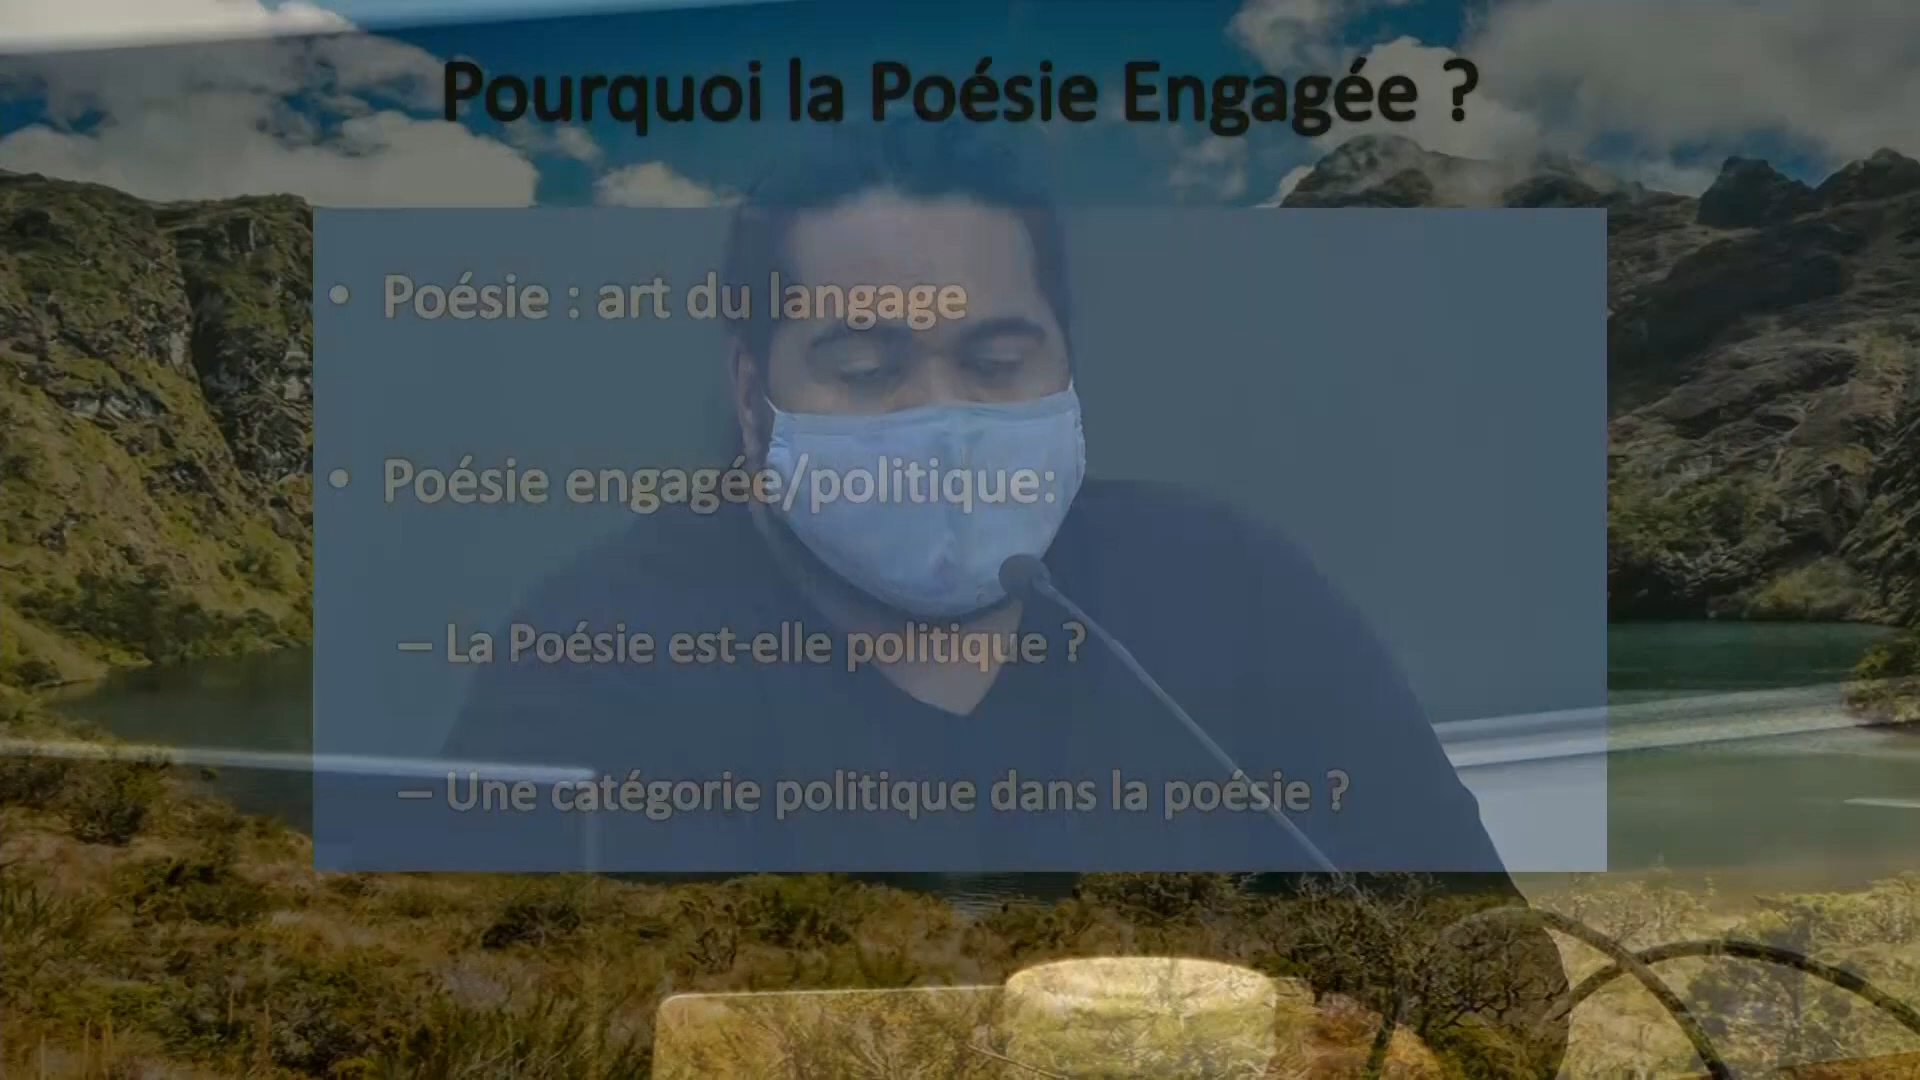 Pourquoi la Poésie Engagée ?
• Poésie : art du langage
• Poésie engagée/politique:
– La Poésie est-elle politique ?
– Une catégorie politique dans la poésie ?